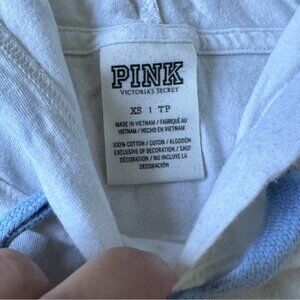 PINK
VICTORIA'S SECRET
XS | TP
MADE IN VIETNAM / FABRIQUÉ AU
VIETNAM / HECHO EN VIETNAM
100% COTTON / COTON / ALGODÓN
EXCLUSIVE OF DECORATION / SAUF
DÉCORATION / NO INCLUYE LA
DECORACIÓN